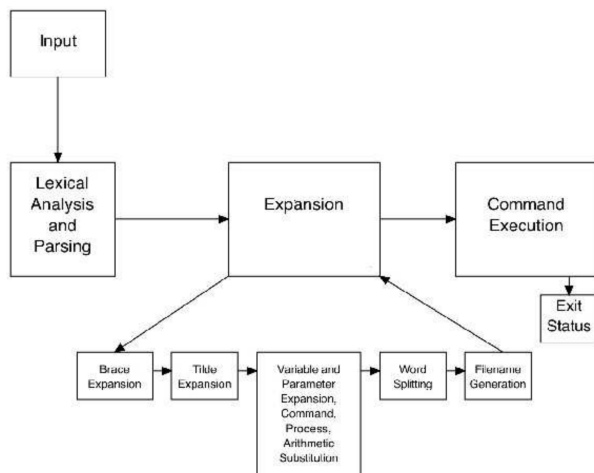 Input
Lexical
Analysis
and
Parsing
Expansion
Command
Execution
Exit
Status
Brace
Expansion
Tilde
Expansion
Variable and
Parameter
Expansion,
Command,
Process,
Arithmetic
Substitution
Word
Splitting
Filename
Generation